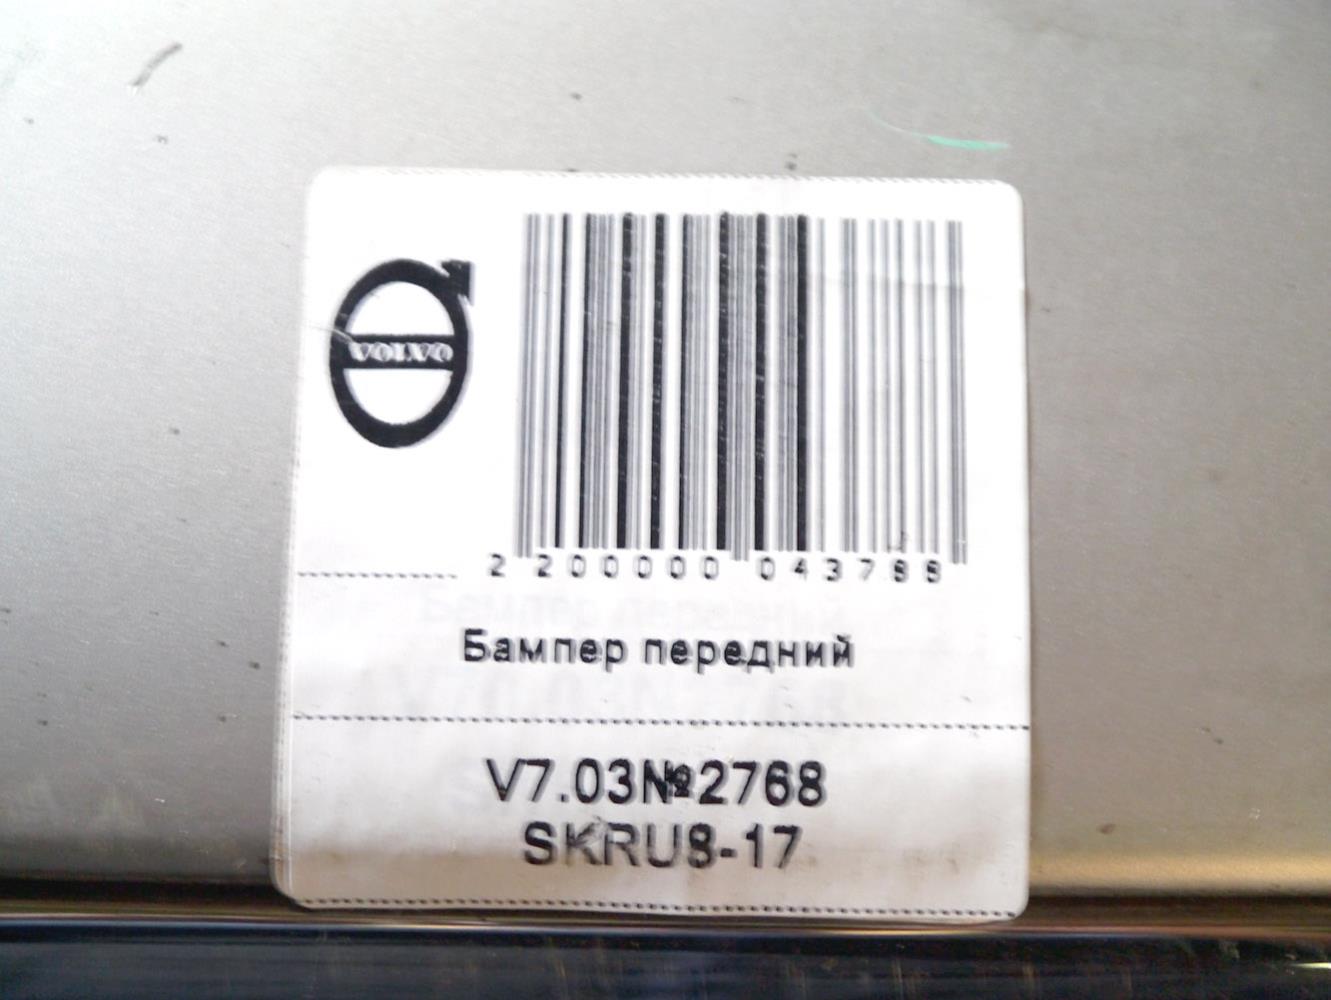 VOLVO
2 200000 043788
Бампер передний
V7.03№2768
SKRU8-17